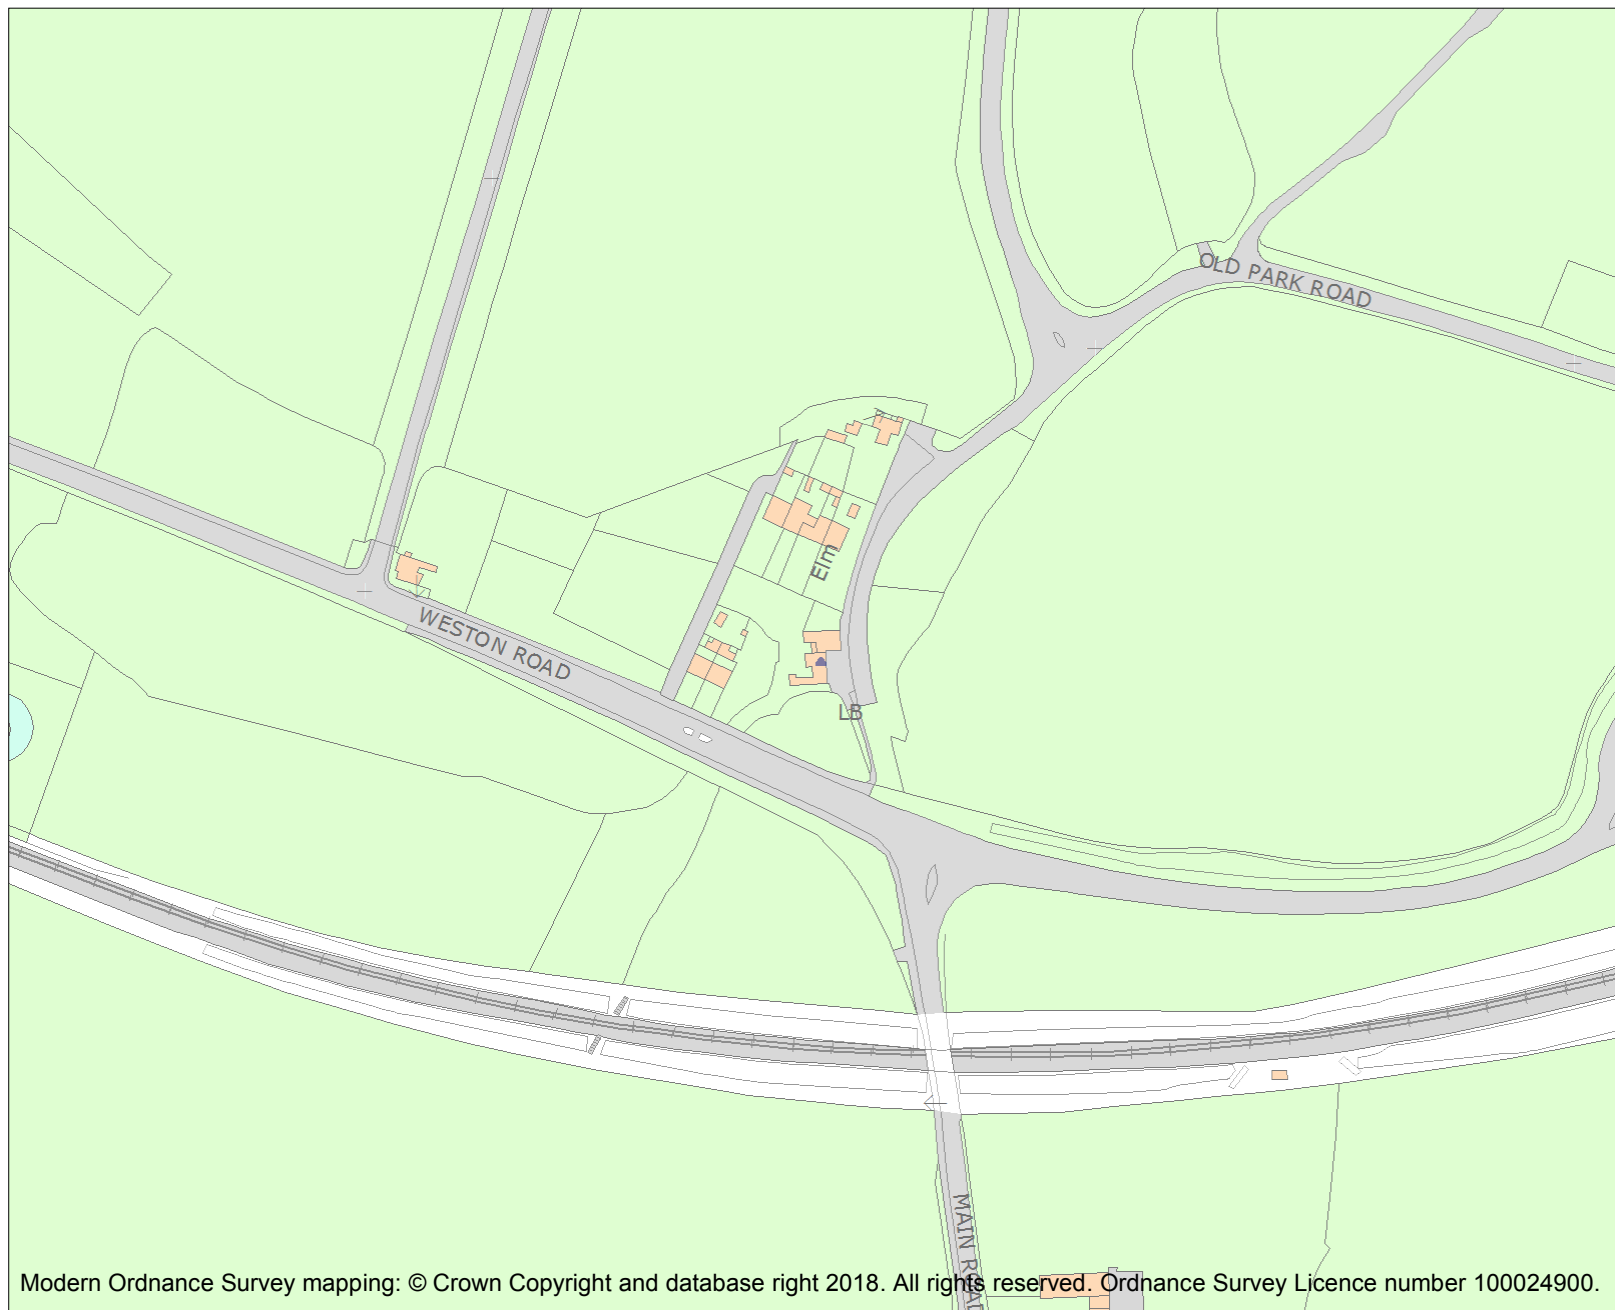 OLD PARK ROAD
Elm
WESTON ROAD
LB
MAIN ROAD
Modern Ordnance Survey mapping: © Crown Copyright and database right 2018. All rights reserved. Ordnance Survey Licence number 100024900.